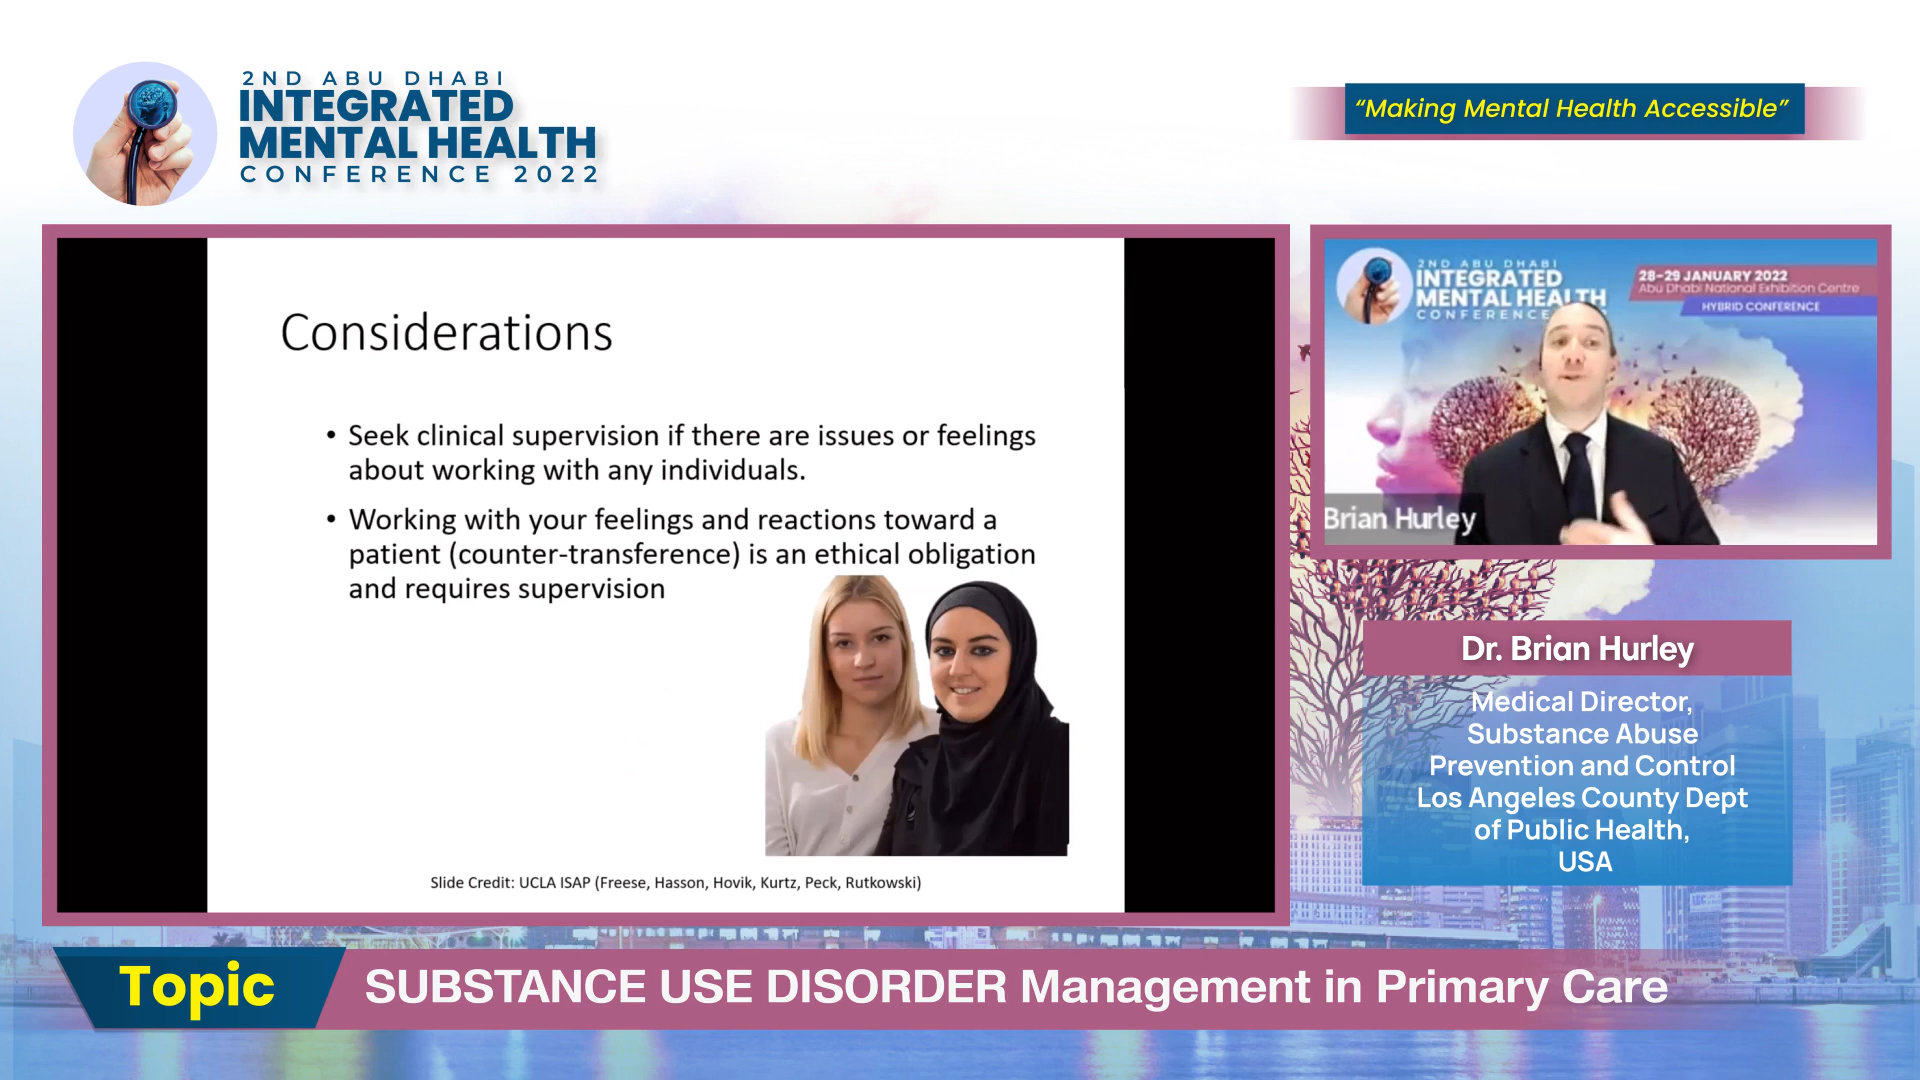 2ND ABU DHABI
INTEGRATED
MENTAL HEALTH
CONFERENCE 2022
“Making Mental Health Accessible”
Considerations
• Seek clinical supervision if there are issues or feelings
about working with any individuals.
• Working with your feelings and reactions toward a
patient (counter-transference) is an ethical obligation
and requires supervision
Slide Credit: UCLA ISAP (Freese, Hasson, Hovik, Kurtz, Peck, Rutkowski)
2ND ABU DHABI
INTEGRATED
MENTAL HEALTH
CONFERENCE
28-29 JANUARY 2022
Abu Dhabi National Exhibition Centre
HYBRID CONFERENCE
Brian Hurley
Dr. Brian Hurley
Medical Director,
Substance Abuse
Prevention and Control
Los Angeles County Dept
of Public Health,
USA
Topic
SUBSTANCE USE DISORDER Management in Primary Care